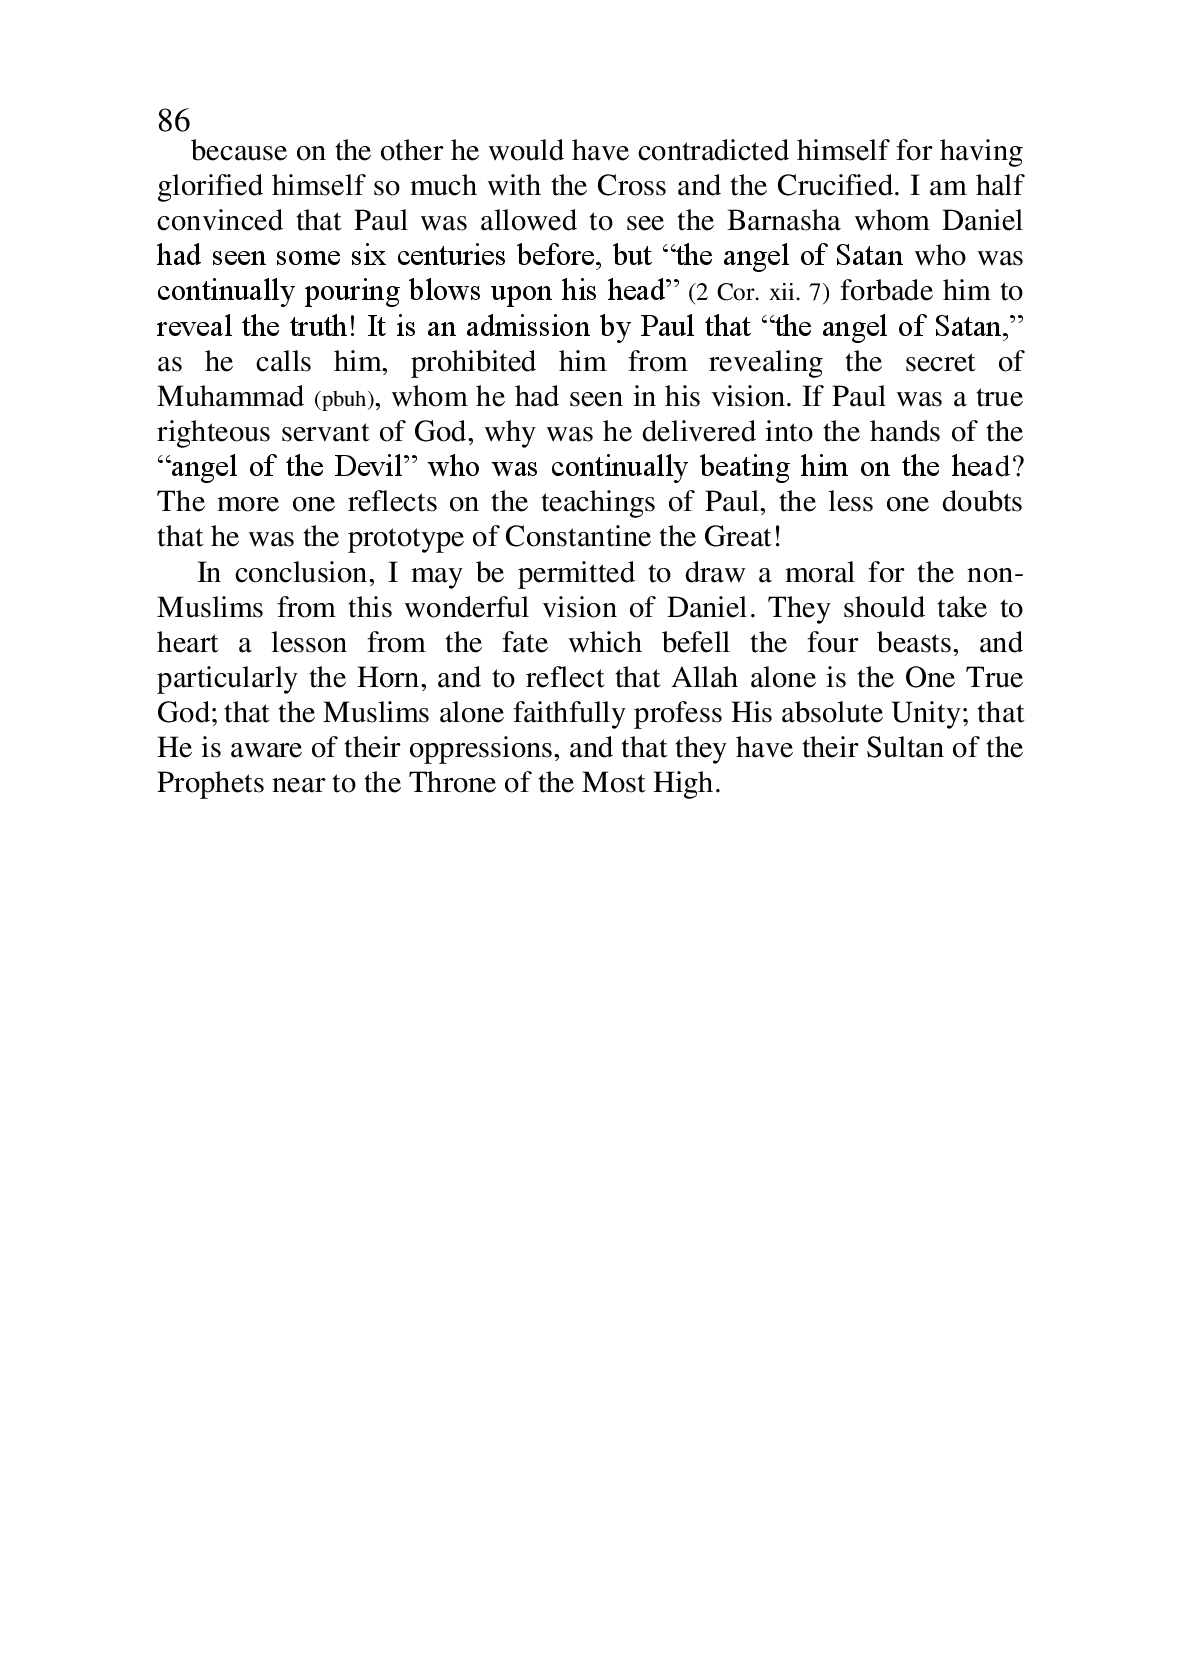 86
because on the other he would have contradicted himself for having
glorified himself so much with the Cross and the Crucified. I am half
convinced that Paul was allowed to see the Barnasha whom Daniel
had seen some six centuries before, but “the angel of Satan who was
continually pouring blows upon his head” (2 Cor. xii. 7) forbade him to
reveal the truth! It is an admission by Paul that “the angel of Satan,”
as he calls him, prohibited him from revealing the secret of
Muhammad (pbuh), whom he had seen in his vision. If Paul was a true
righteous servant of God, why was he delivered into the hands of the
“angel of the Devil” who was continually beating him on the head?
The more one reflects on the teachings of Paul, the less one doubts
that he was the prototype of Constantine the Great!
In conclusion, I may be permitted to draw a moral for the non-
Muslims from this wonderful vision of Daniel. They should take to
heart a lesson from the fate which befell the four beasts, and
particularly the Horn, and to reflect that Allah alone is the One True
God; that the Muslims alone faithfully profess His absolute Unity; that
He is aware of their oppressions, and that they have their Sultan of the
Prophets near to the Throne of the Most High.